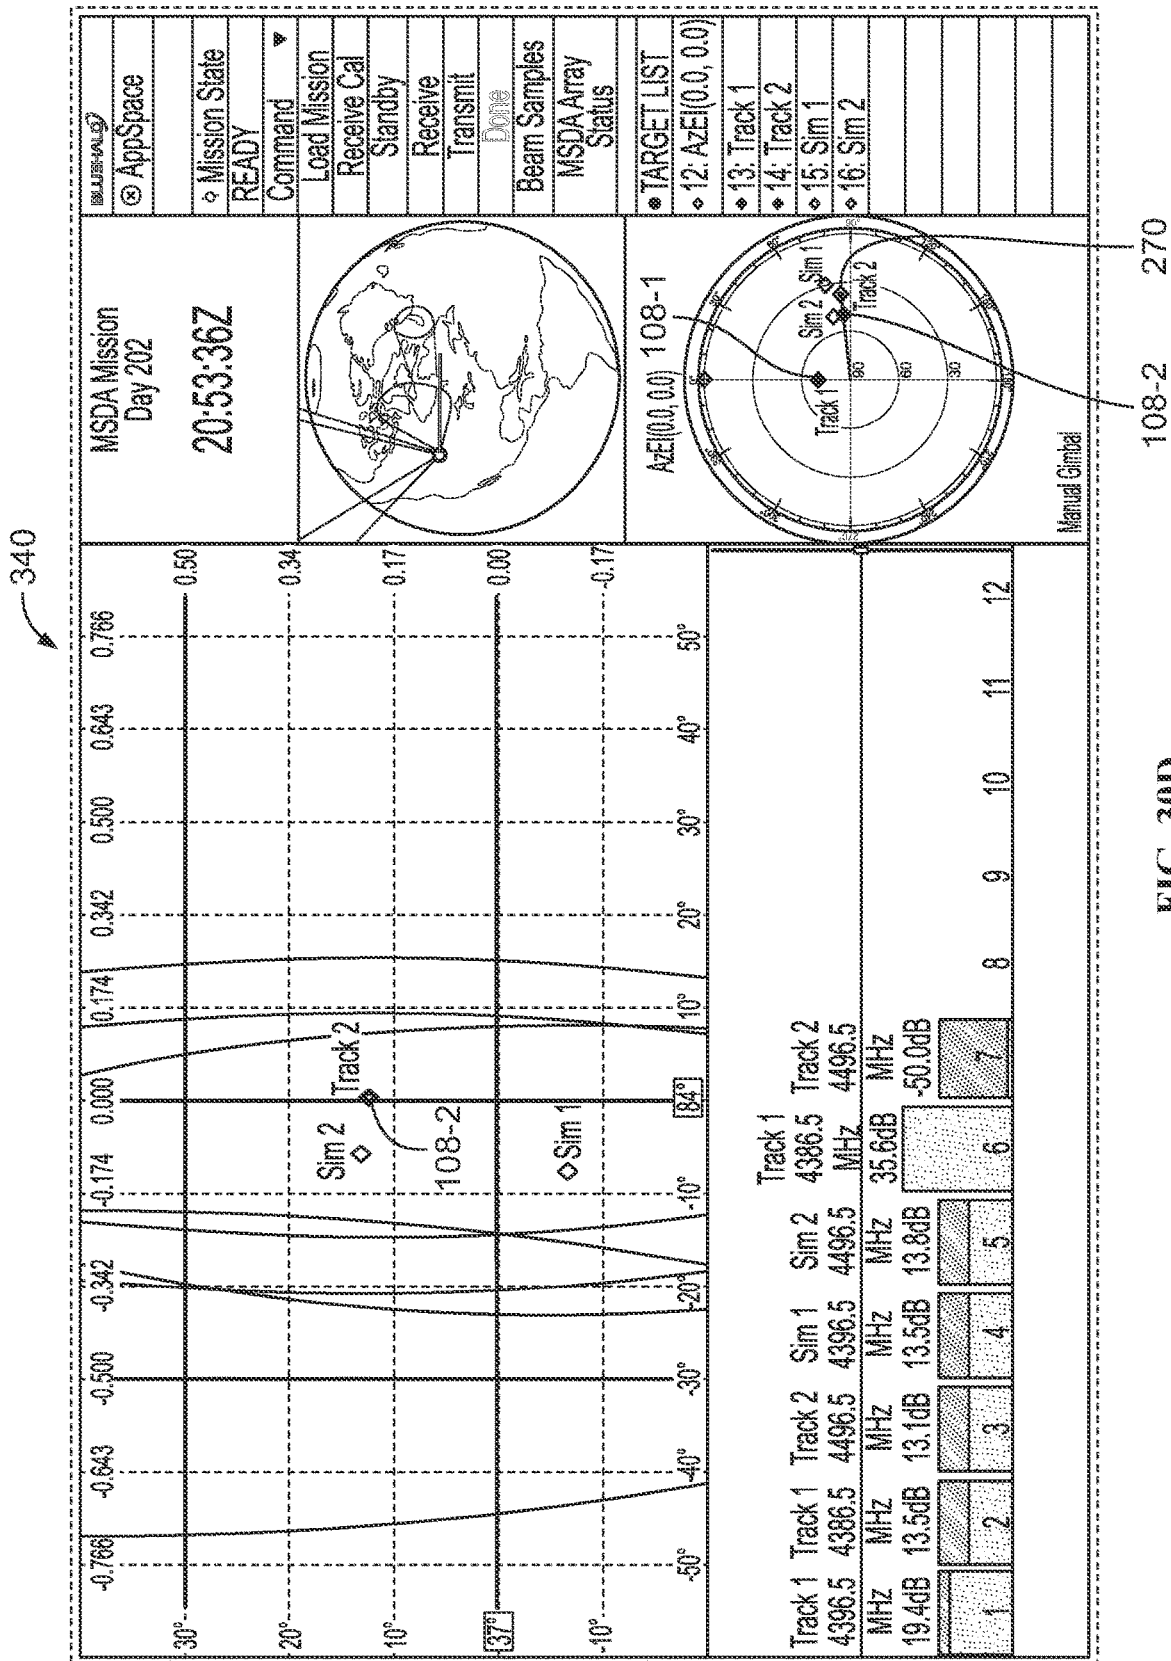 340
-0.766
-0.643
-0.500
-0.342
-0.174
0.000
0.174
0.342
0.500
0.643
0.766
30°
0.50
20°
0.34
10°
0.17
37°
0.00
-10°
-0.17
Sim 2
Track 2
108-2
Sim 1
-50°
-40°
-30°
-20°
-10°
84°
10°
20°
30°
40°
50°
Track 1
4396.5
MHz
19.4dB
1
Track 1
4386.5
MHz
13.5dB
2
Track 2
4496.5
MHz
13.1dB
3
Sim 1
4396.5
MHz
13.5dB
4
Sim 2
4496.5
MHz
13.8dB
5
Track 1
4386.5
MHz
35.6dB
6
Track 2
4496.5
MHz
-50.0dB
7
8
9
10
11
12
MSDA Mission
Day 202
20:53:36Z
AzEl(0.0, 0.0)
108-1
Track 1
Sim 2
Sim 1
Track 2
90
60
30
270°
Manual Gimbal
108-2
270
BLUEHALO
AppSpace
Mission State
READY
Command
Load Mission
Receive Cal
Standby
Receive
Transmit
Done
Beam Samples
MSDA Array
Status
TARGET LIST
12: AzEl(0.0, 0.0)
13: Track 1
14: Track 2
15: Sim 1
16: Sim 2